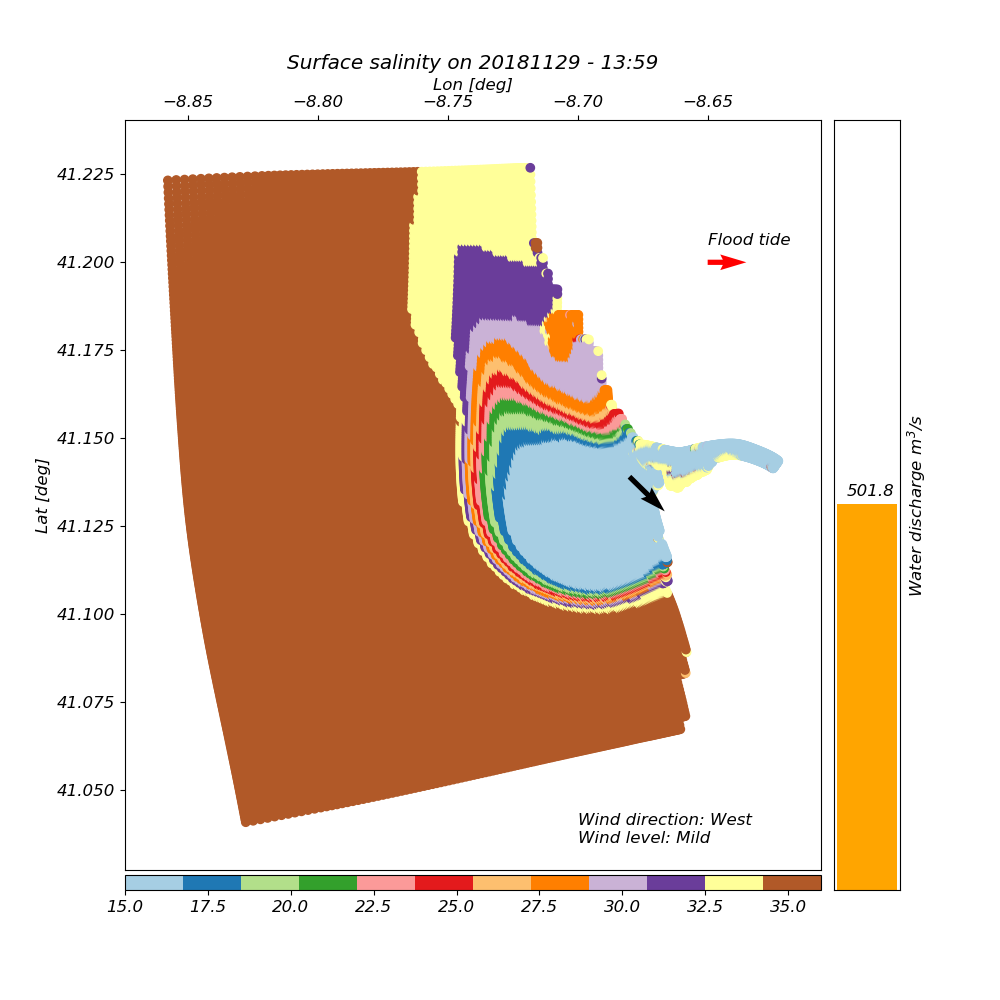 Surface salinity on 20181129 - 13:59
Lon [deg]
−8.85 −8.80 −8.75 −8.70 −8.65
41.225
41.200
41.175
41.150
41.125
41.100
41.075
41.050
Lat [deg]
Flood tide
501.8
Water discharge m³/s
Wind direction: West
Wind level: Mild
15.0 17.5 20.0 22.5 25.0 27.5 30.0 32.5 35.0